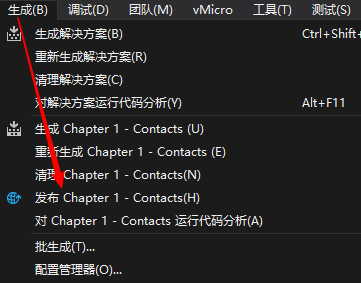 生成(B) 调试(D) 团队(M) vMicro 工具(T) 测试(S)
生成解决方案(B) Ctrl+Shift+
重新生成解决方案(R)
清理解决方案(C)
对解决方案运行代码分析(Y) Alt+F11
生成 Chapter 1 - Contacts (U)
重新生成 Chapter 1 - Contacts (E)
清理 Chapter 1 - Contacts(N)
发布 Chapter 1 - Contacts(H)
对 Chapter 1 - Contacts 运行代码分析(A)
批生成(T)...
配置管理器(O)...